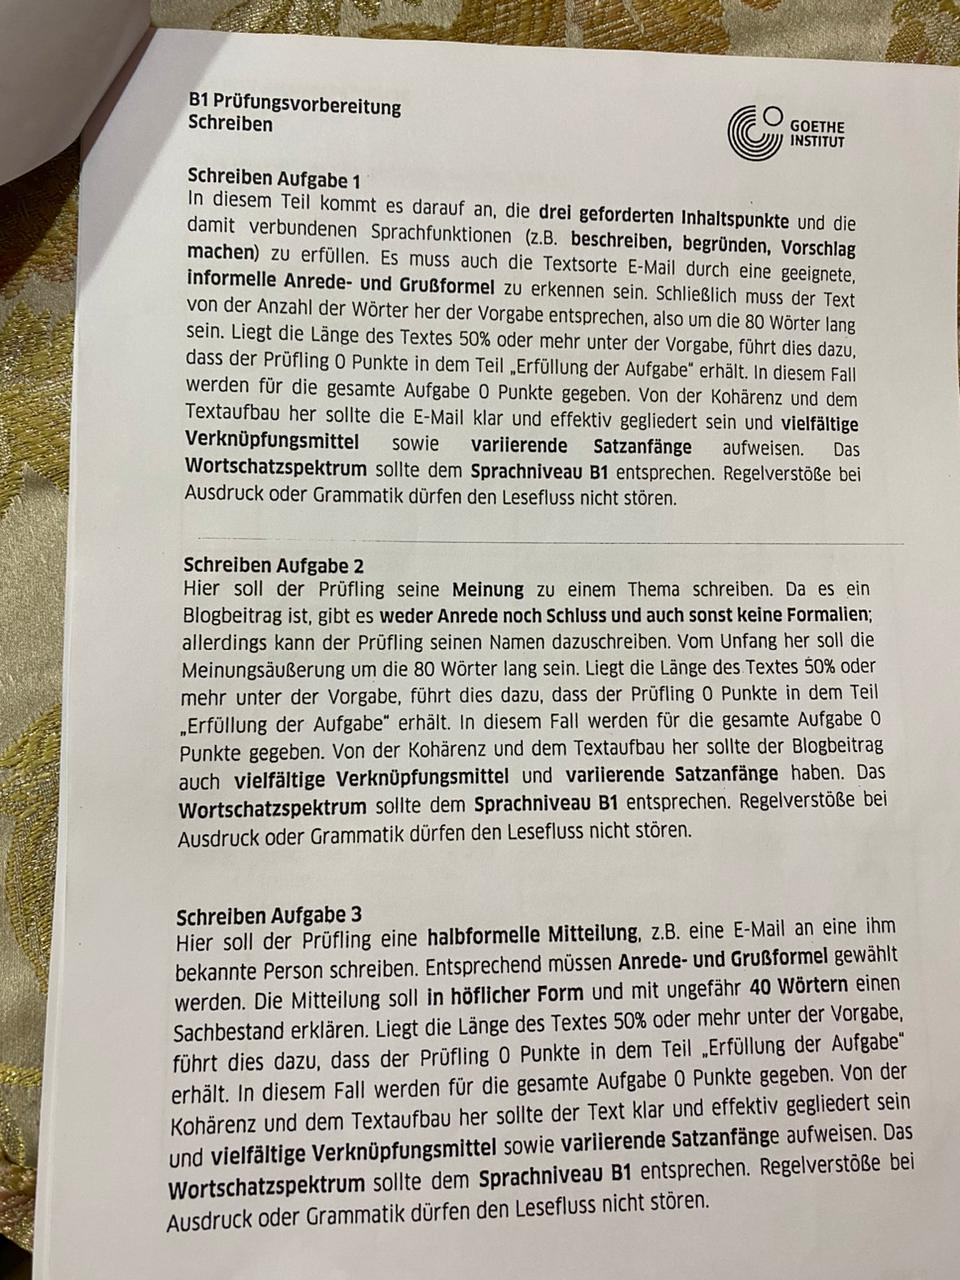 B1 Prüfungsvorbereitung
Schreiben
GOETHE
INSTITUT
Schreiben Aufgabe 1
In diesem Teil kommt es darauf an, die drei geforderten Inhaltspunkte und die
damit verbundenen Sprachfunktionen (z.B. beschreiben, begründen, Vorschlag
machen) zu erfüllen. Es muss auch die Textsorte E-Mail durch eine geeignete,
informelle Anrede- und Grußformel zu erkennen sein. Schließlich muss der Text
von der Anzahl der Wörter her der Vorgabe entsprechen, also um die 80 Wörter lang
sein. Liegt die Länge des Textes 50% oder mehr unter der Vorgabe, führt dies dazu,
dass der Prüfling 0 Punkte in dem Teil „Erfüllung der Aufgabe“ erhält. In diesem Fall
werden für die gesamte Aufgabe 0 Punkte gegeben. Von der Kohärenz und dem
Textaufbau her sollte die E-Mail klar und effektiv gegliedert sein und vielfältige
Verknüpfungsmittel sowie variierende Satzanfänge aufweisen. Das
Wortschatzspektrum sollte dem Sprachniveau B1 entsprechen. Regelverstöße bei
Ausdruck oder Grammatik dürfen den Lesefluss nicht stören.
Schreiben Aufgabe 2
Hier soll der Prüfling seine Meinung zu einem Thema schreiben. Da es ein
Blogbeitrag ist, gibt es weder Anrede noch Schluss und auch sonst keine Formalien;
allerdings kann der Prüfling seinen Namen dazuschreiben. Vom Unfang her soll die
Meinungsäußerung um die 80 Wörter lang sein. Liegt die Länge des Textes 50% oder
mehr unter der Vorgabe, führt dies dazu, dass der Prüfling 0 Punkte in dem Teil
„Erfüllung der Aufgabe“ erhält. In diesem Fall werden für die gesamte Aufgabe 0
Punkte gegeben. Von der Kohärenz und dem Textaufbau her sollte der Blogbeitrag
auch vielfältige Verknüpfungsmittel und variierende Satzanfänge haben. Das
Wortschatzspektrum sollte dem Sprachniveau B1 entsprechen. Regelverstöße bei
Ausdruck oder Grammatik dürfen den Lesefluss nicht stören.
Schreiben Aufgabe 3
Hier soll der Prüfling eine halbformelle Mitteilung, z.B. eine E-Mail an eine ihm
bekannte Person schreiben. Entsprechend müssen Anrede- und Grußformel gewählt
werden. Die Mitteilung soll in höflicher Form und mit ungefähr 40 Wörtern einen
Sachbestand erklären. Liegt die Länge des Textes 50% oder mehr unter der Vorgabe,
führt dies dazu, dass der Prüfling 0 Punkte in dem Teil „Erfüllung der Aufgabe“
erhält. In diesem Fall werden für die gesamte Aufgabe 0 Punkte gegeben. Von der
Kohärenz und dem Textaufbau her sollte der Text klar und effektiv gegliedert sein
und vielfältige Verknüpfungsmittel sowie variierende Satzanfänge aufweisen. Das
Wortschatzspektrum sollte dem Sprachniveau B1 entsprechen. Regelverstöße bei
Ausdruck oder Grammatik dürfen den Lesefluss nicht stören.